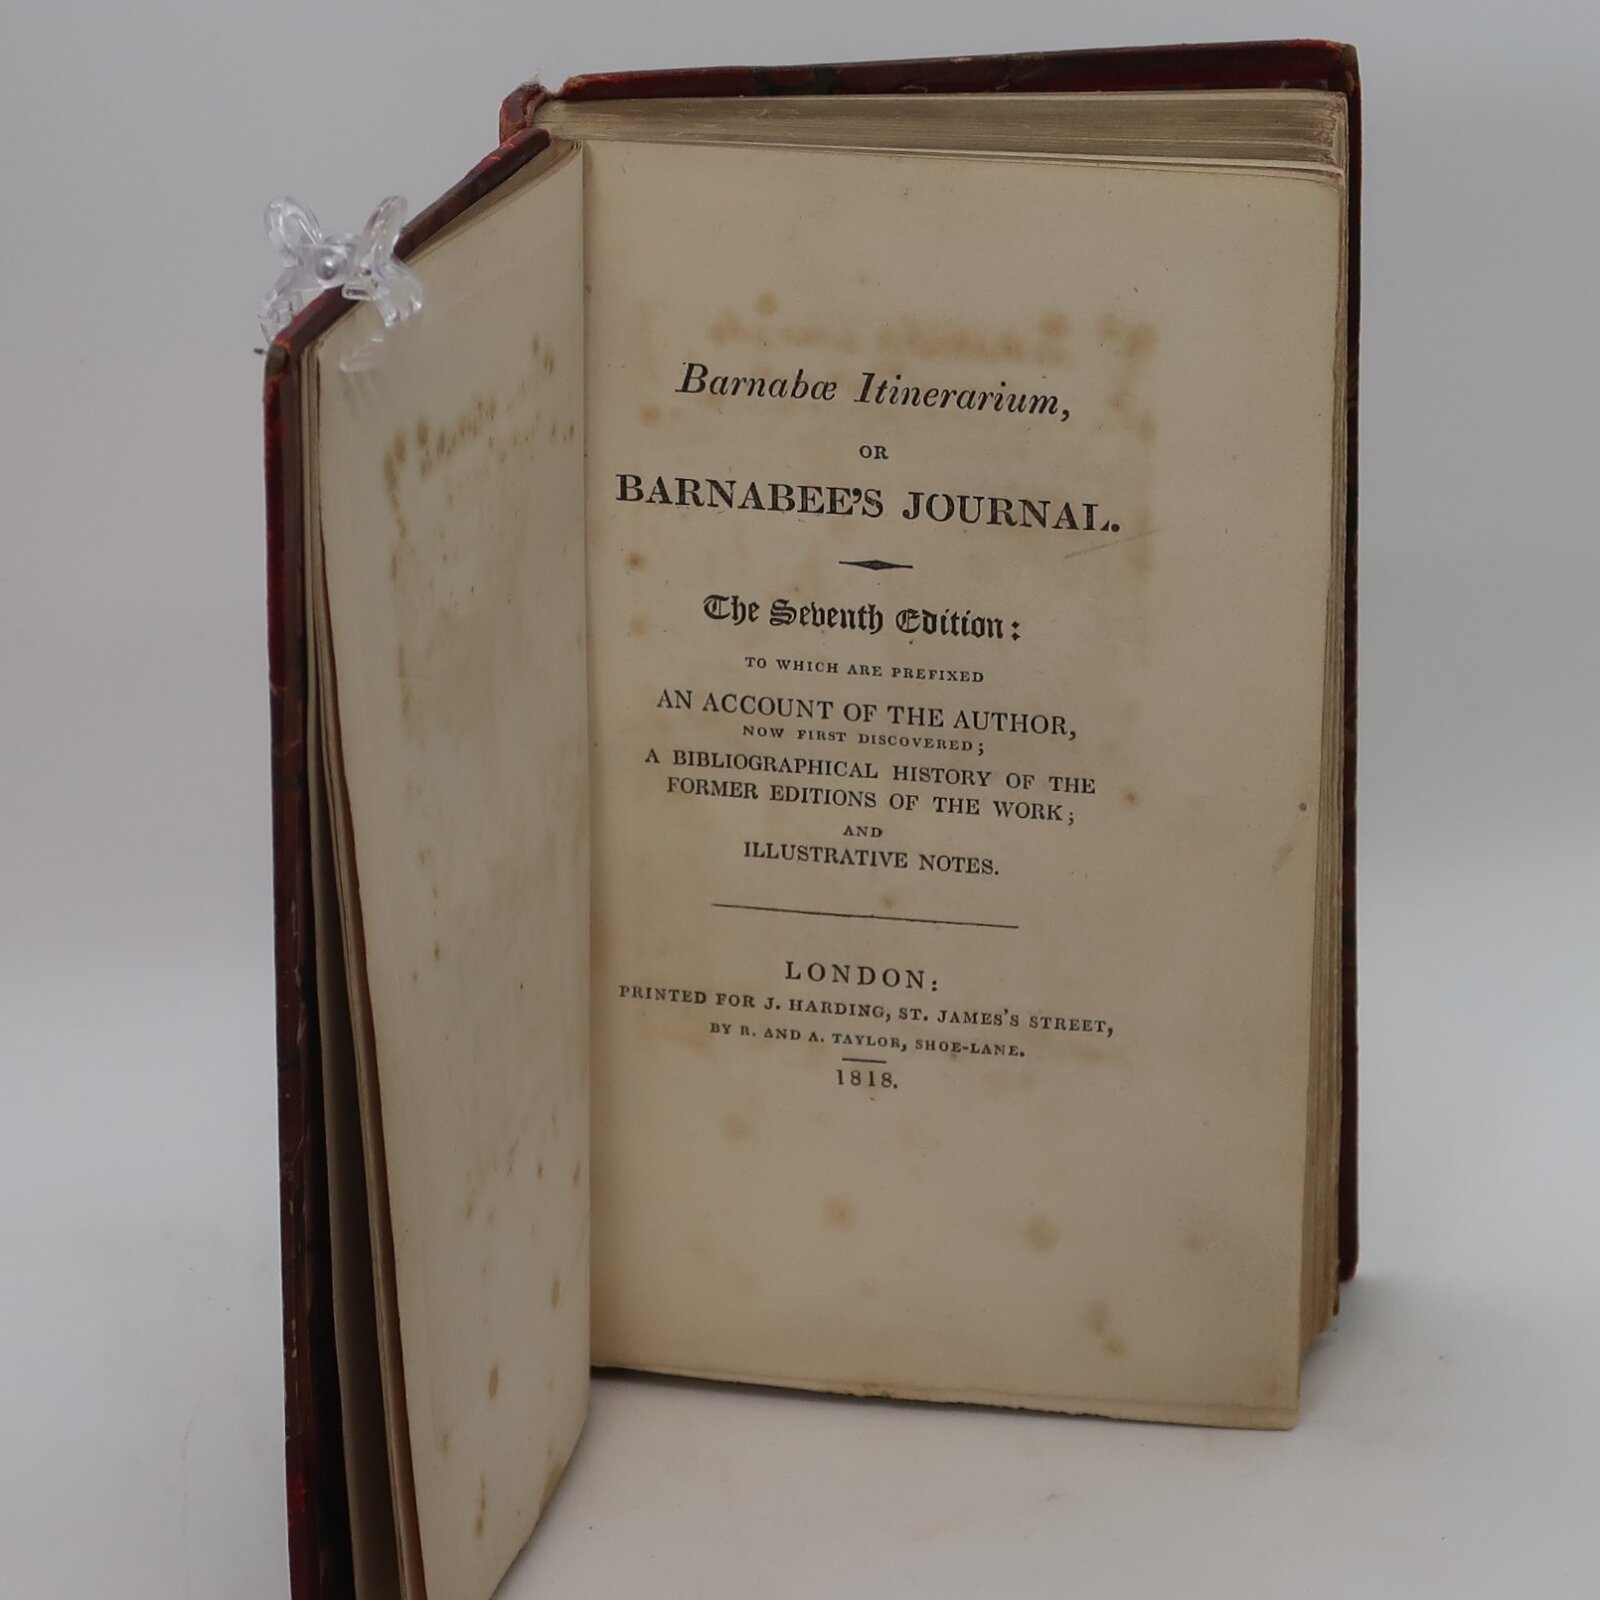 Barnabæ Itinerarium,
OR
BARNABEE'S JOURNAL.
The Seventh Edition:
TO WHICH ARE PREFIXED
AN ACCOUNT OF THE AUTHOR,
NOW FIRST DISCOVERED;
A BIBLIOGRAPHICAL HISTORY OF THE
FORMER EDITIONS OF THE WORK;
AND
ILLUSTRATIVE NOTES.
LONDON:
PRINTED FOR J. HARDING, ST. JAMES'S STREET,
BY R. AND A. TAYLOR, SHOE-LANE.
1818.